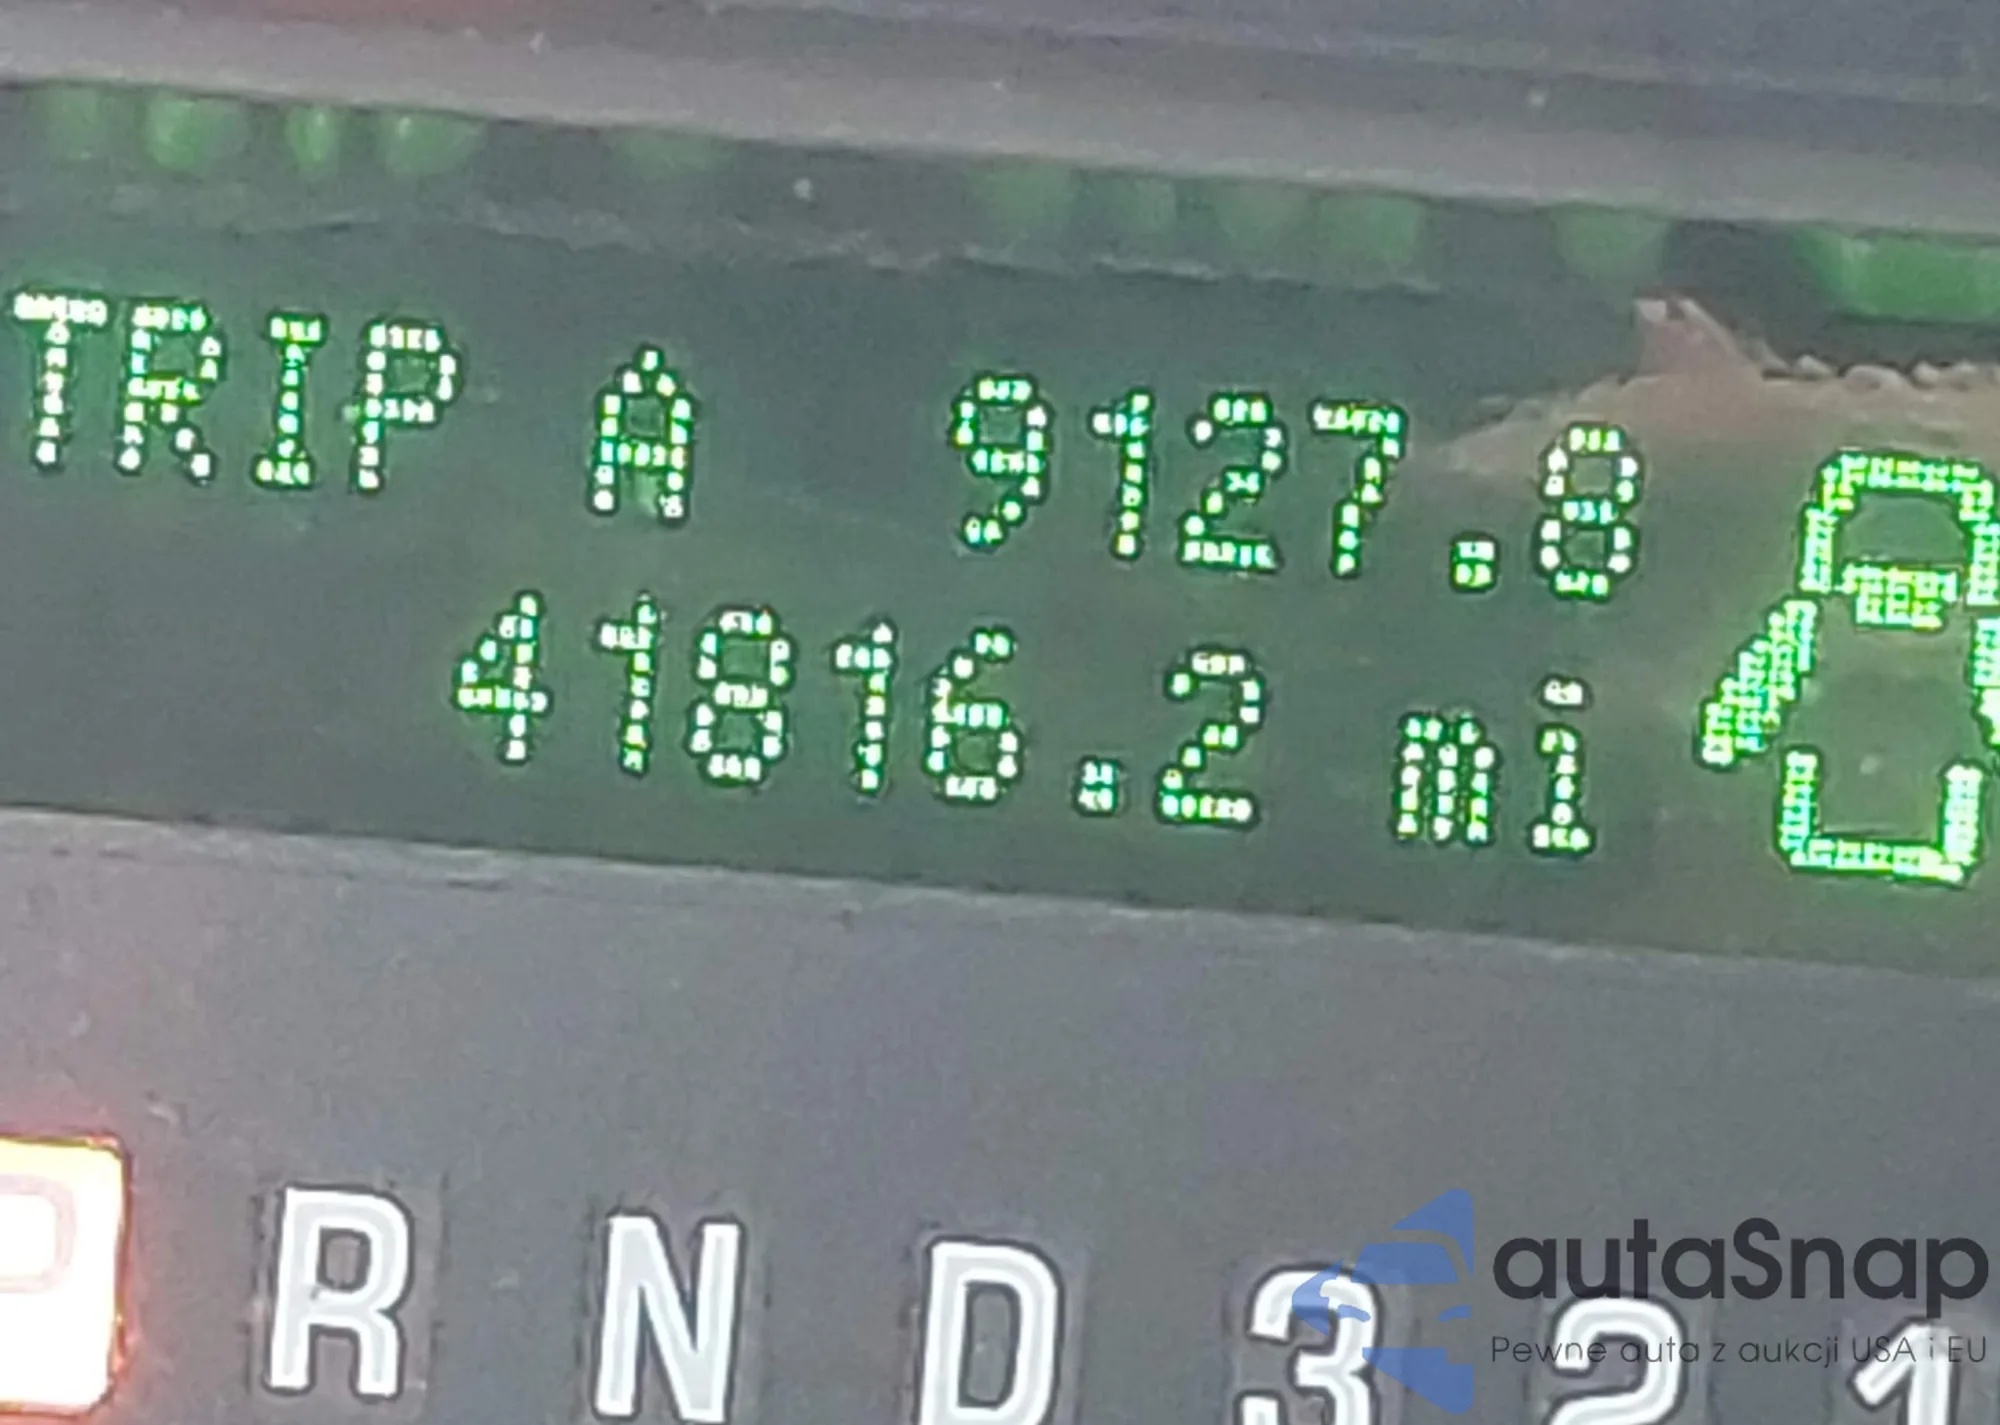 TRIP A 9127.8
41816.2 mi
P R N D 3 2 1
autaSnap
Pewne auta z aukcji USA i EU